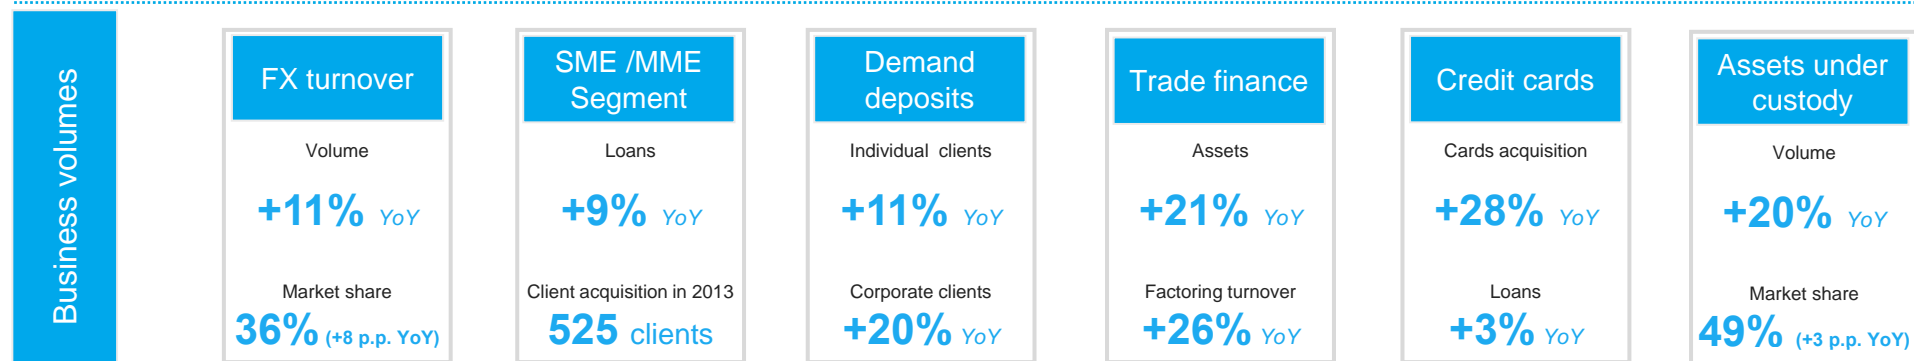 Business volumes
FX turnover
Volume
+11% YoY
Market share
36% (+8 p.p. YoY)
SME /MME
Segment
Loans
+9% YoY
Client acquisition in 2013
525 clients
Demand
deposits
Individual clients
+11% YoY
Corporate clients
+20% YoY
Trade finance
Assets
+21% YoY
Factoring turnover
+26% YoY
Credit cards
Cards acquisition
+28% YoY
Loans
+3% YoY
Assets under
custody
Volume
+20% YoY
Market share
49% (+3 p.p. YoY)